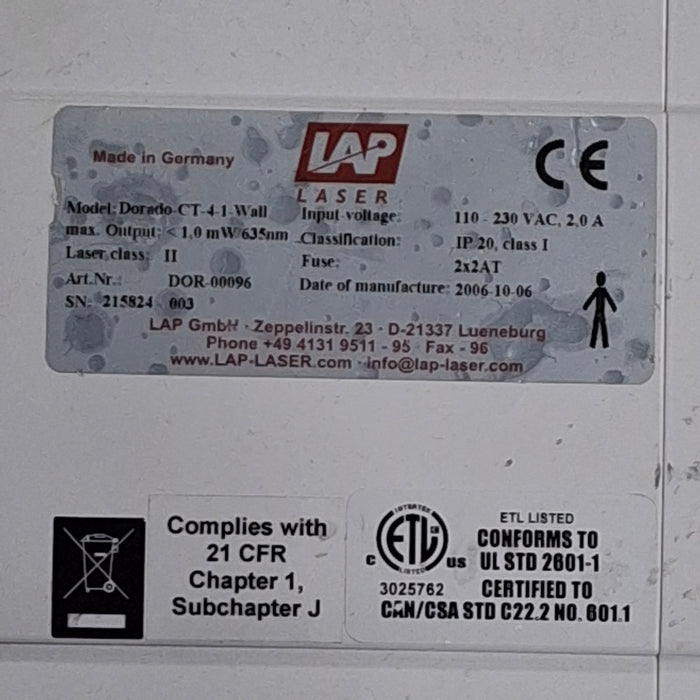 Made in Germany
LAP
LASER
CE
Model: Dorado-CT-4-1-Wall
max. Output: < 1,0 mW/635nm
Laser class: II
Art.Nr.: DOR-00096
SN- 215824 003
Input voltage: 110 - 230 VAC, 2,0 A
Classification: IP 20, class I
Fuse: 2x2AT
Date of manufacture: 2006-10-06
LAP GmbH · Zeppelinstr. 23 · D-21337 Lueneburg
Phone +49 4131 9511 - 95 · Fax - 96
www.LAP-LASER.com · info@lap-laser.com
Complies with
21 CFR
Chapter 1,
Subchapter J
INTERTEK
ETL
LISTED
C US
3025762
ETL LISTED
CONFORMS TO
UL STD 2601-1
CERTIFIED TO
CAN/CSA STD C22.2 NO. 601.1